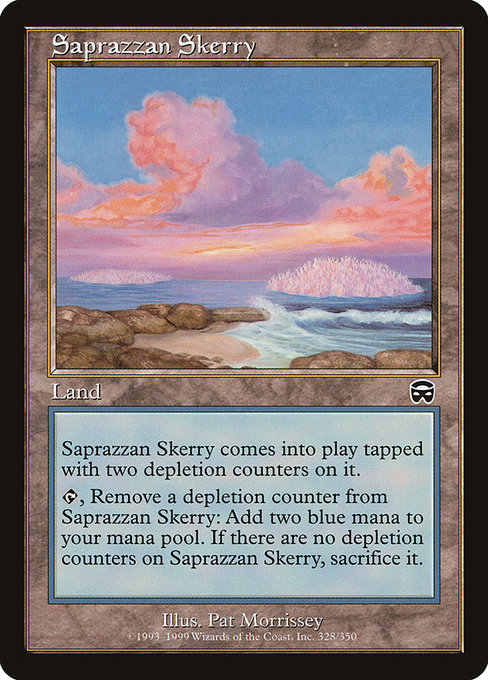 Saprazzan Skerry
Land
Saprazzan Skerry comes into play tapped
with two depletion counters on it.
, Remove a depletion counter from
Saprazzan Skerry: Add two blue mana to
your mana pool. If there are no depletion
counters on Saprazzan Skerry, sacrifice it.
Illus. Pat Morrissey
©1993-1999 Wizards of the Coast, Inc. 328/350